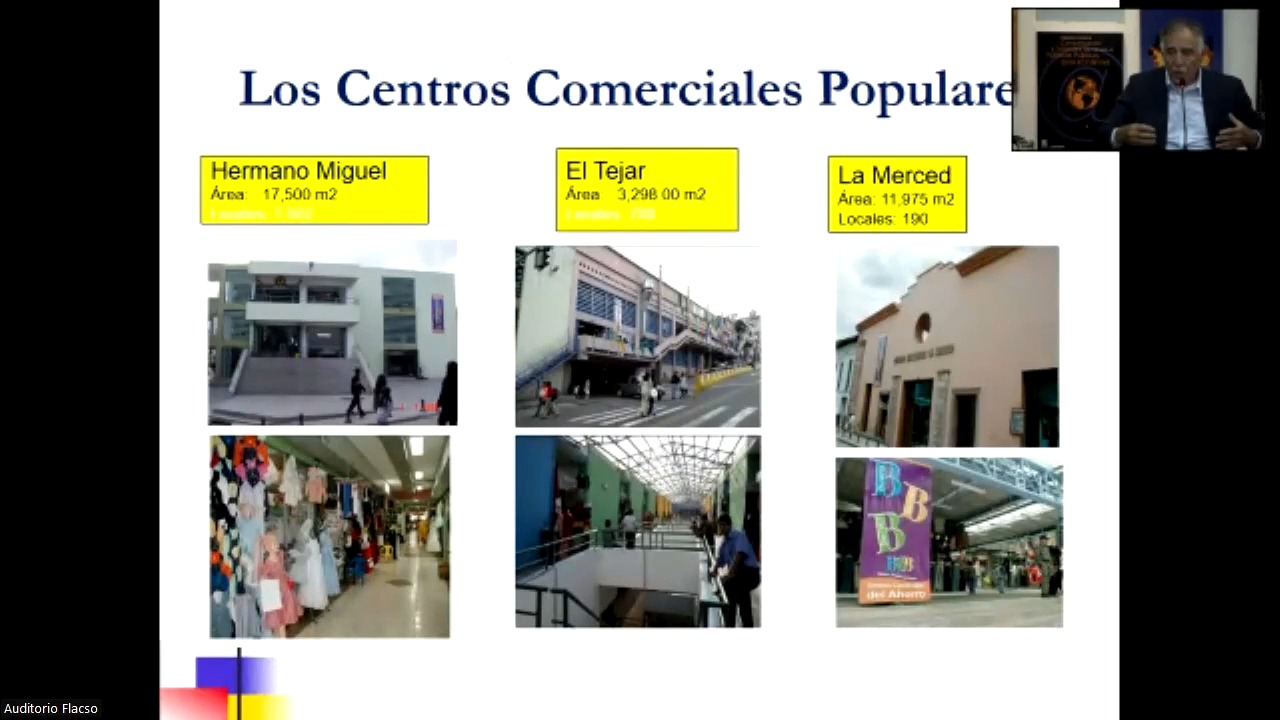 Los Centros Comerciales Populare
Hermano Miguel
Área: 17,500 m2
El Tejar
Área: 3,298 00 m2
La Merced
Área: 11,975 m2
Locales: 190
B
B
B
del Ahorro
Auditorio Flacso